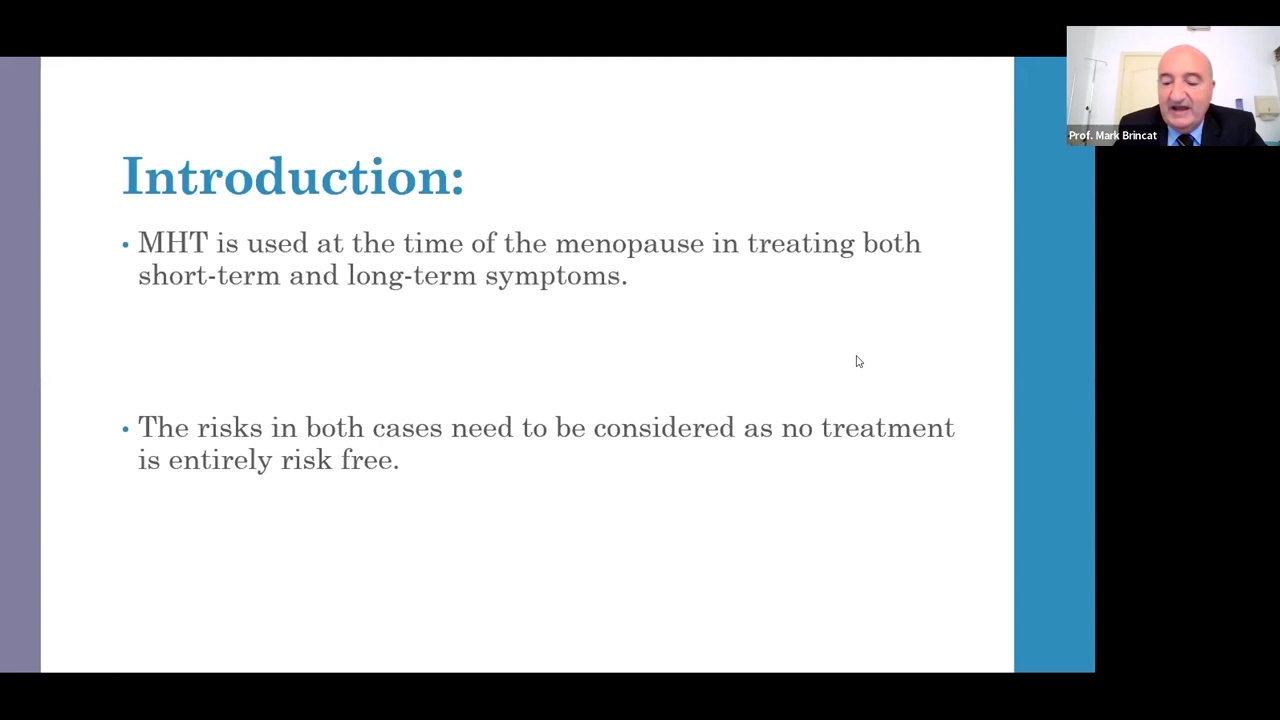 Introduction:
• MHT is used at the time of the menopause in treating both
short-term and long-term symptoms.
• The risks in both cases need to be considered as no treatment
is entirely risk free.
Prof. Mark Brincat